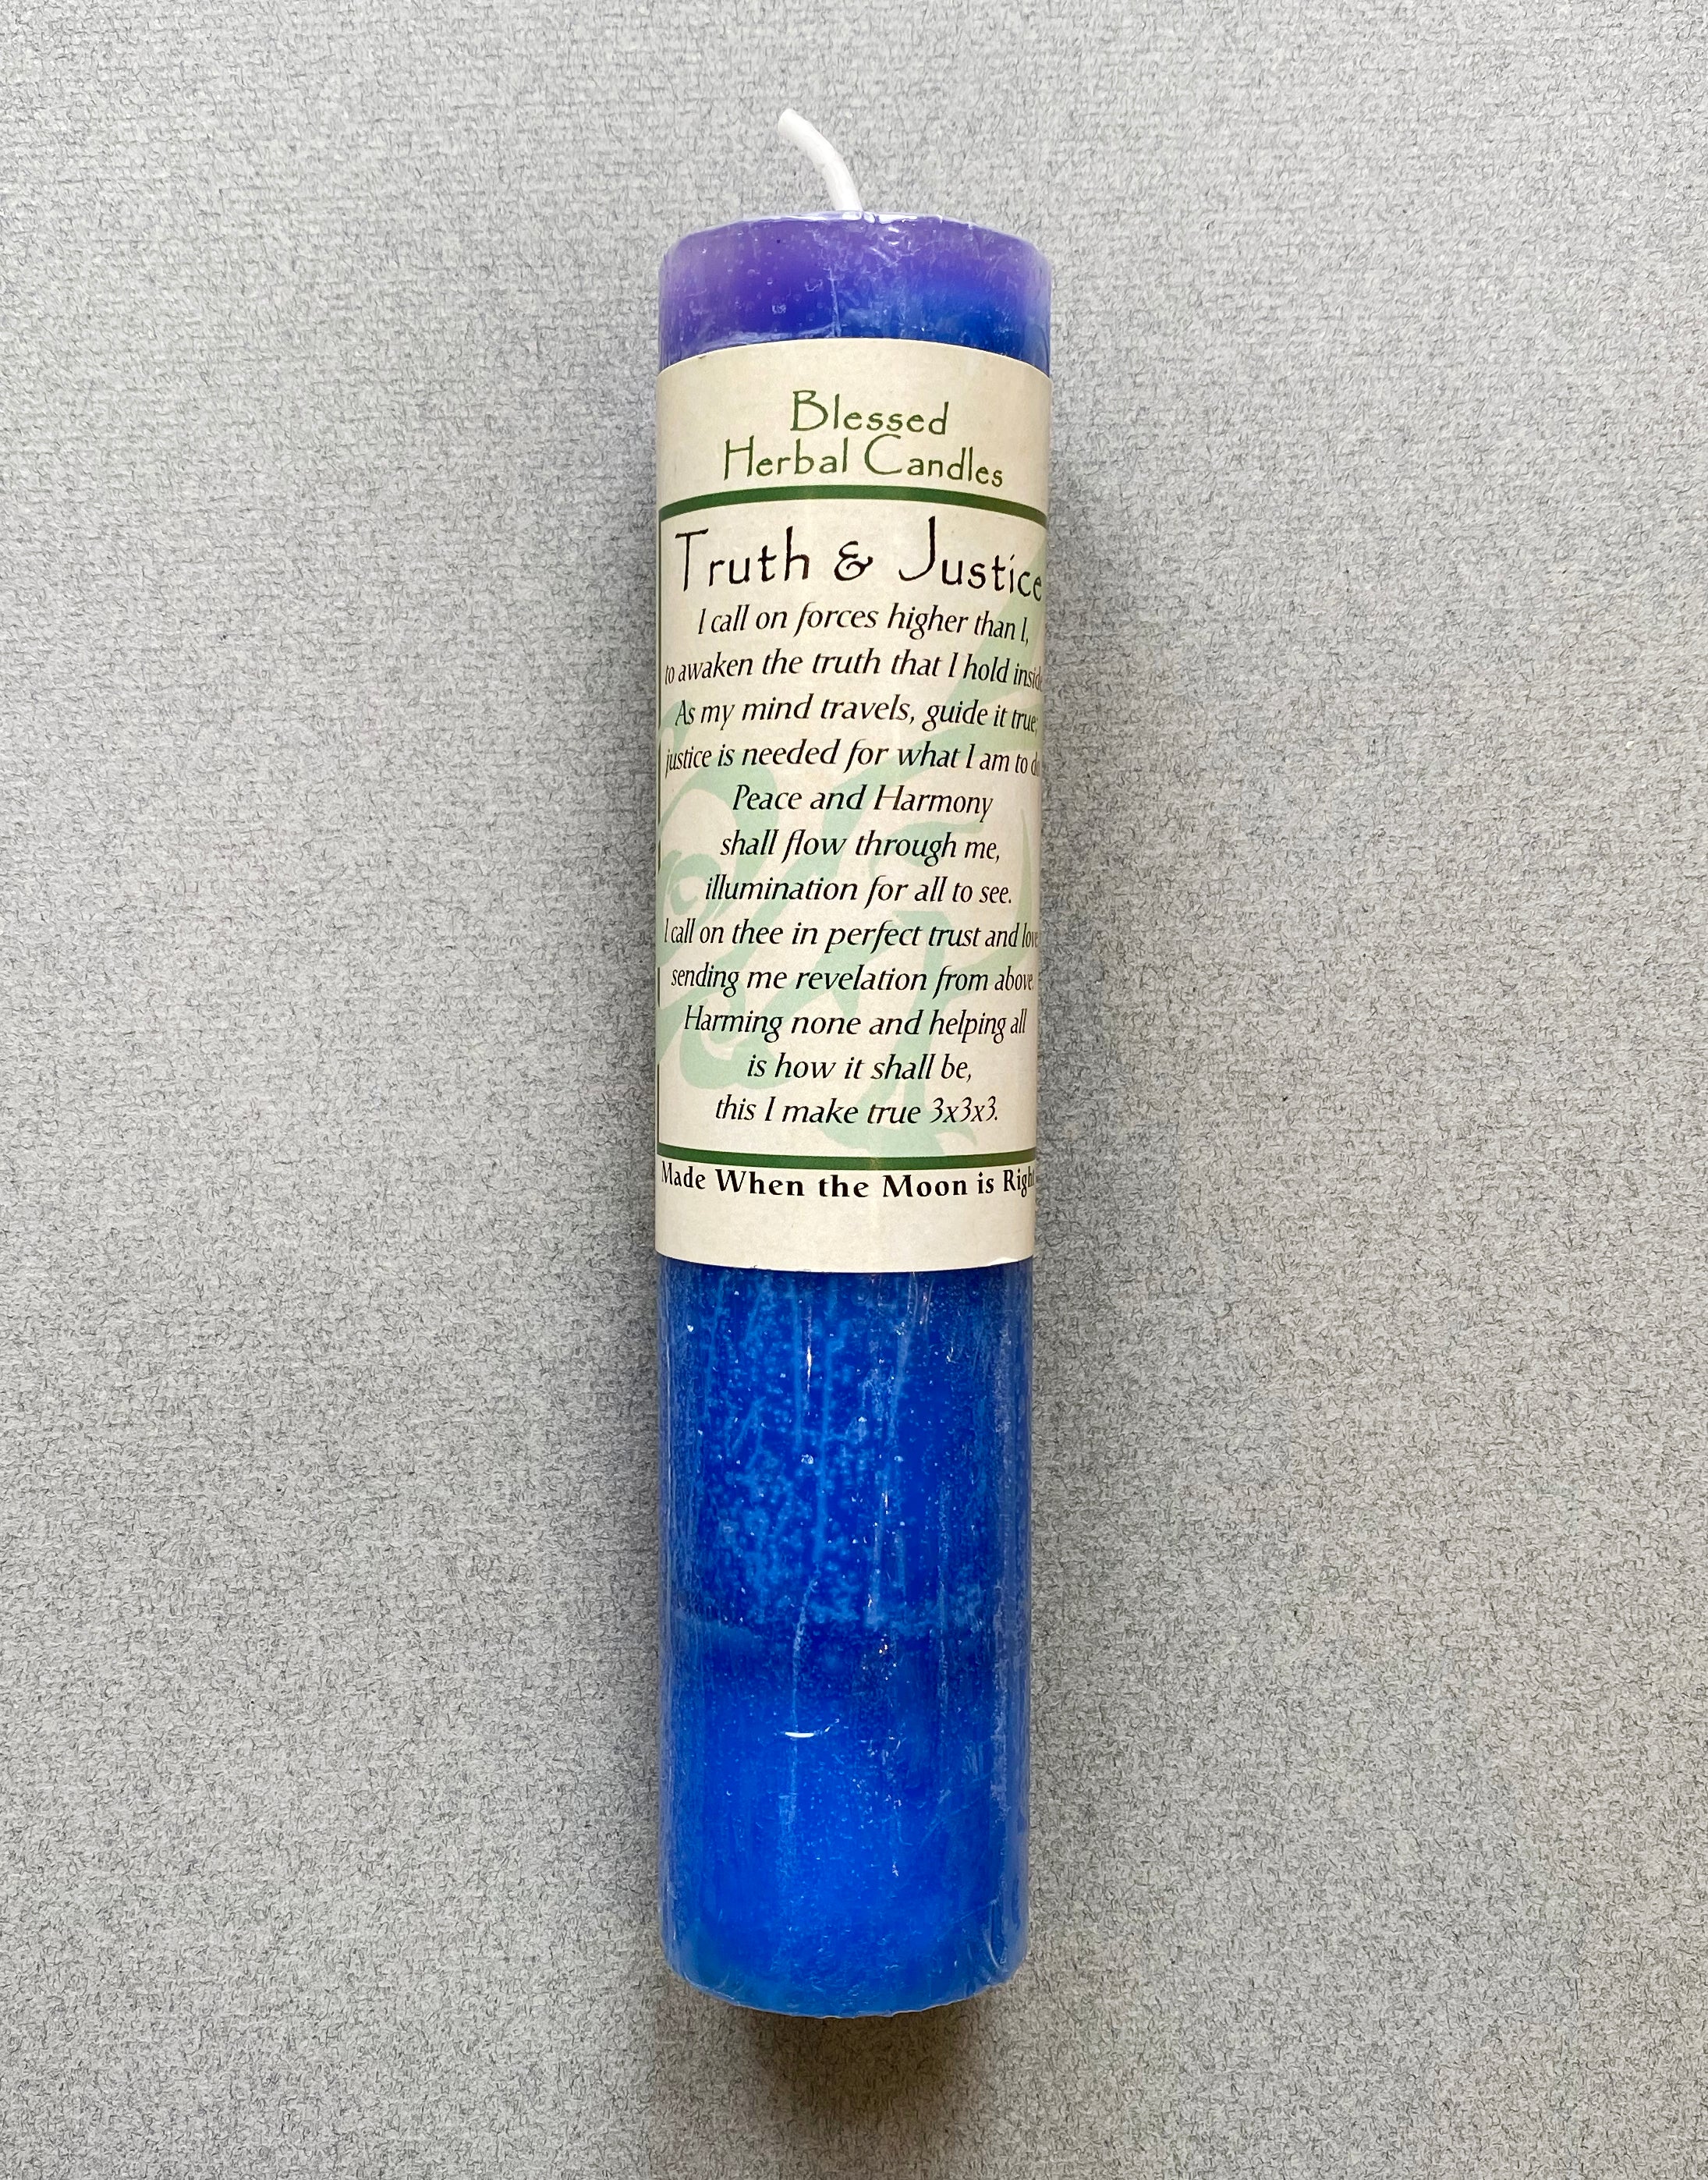 Blessed
Herbal Candles
Truth & Justice
I call on forces higher than I,
to awaken the truth that I hold inside
As my mind travels, guide it true;
justice is needed for what I am to do
Peace and Harmony
shall flow through me,
illumination for all to see.
I call on thee in perfect trust and love
sending me revelation from above.
Harming none and helping all
is how it shall be,
this I make true 3x3x3.
Made When the Moon is Right